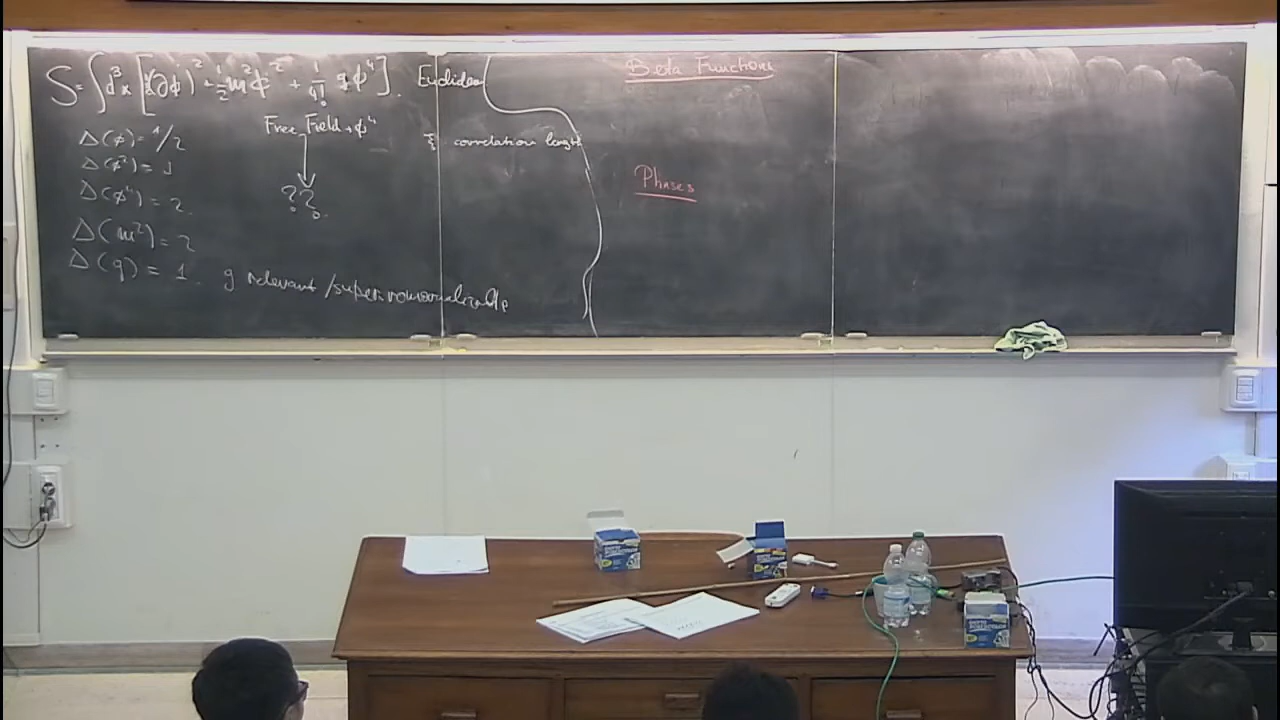 S = ∫d³x [½(∂φ)² + ½m²φ² + 1/4! gφ⁴]. Euclidean
Δ(φ) = 1/2
Δ(φ²) = 1
Δ(φ⁴) = 2
Δ(m²) = 2
Δ(g) = 1. g relevant/super-renormalizable
Free Field + φ⁴
??
ξ correlation length
Beta Functions
Phases